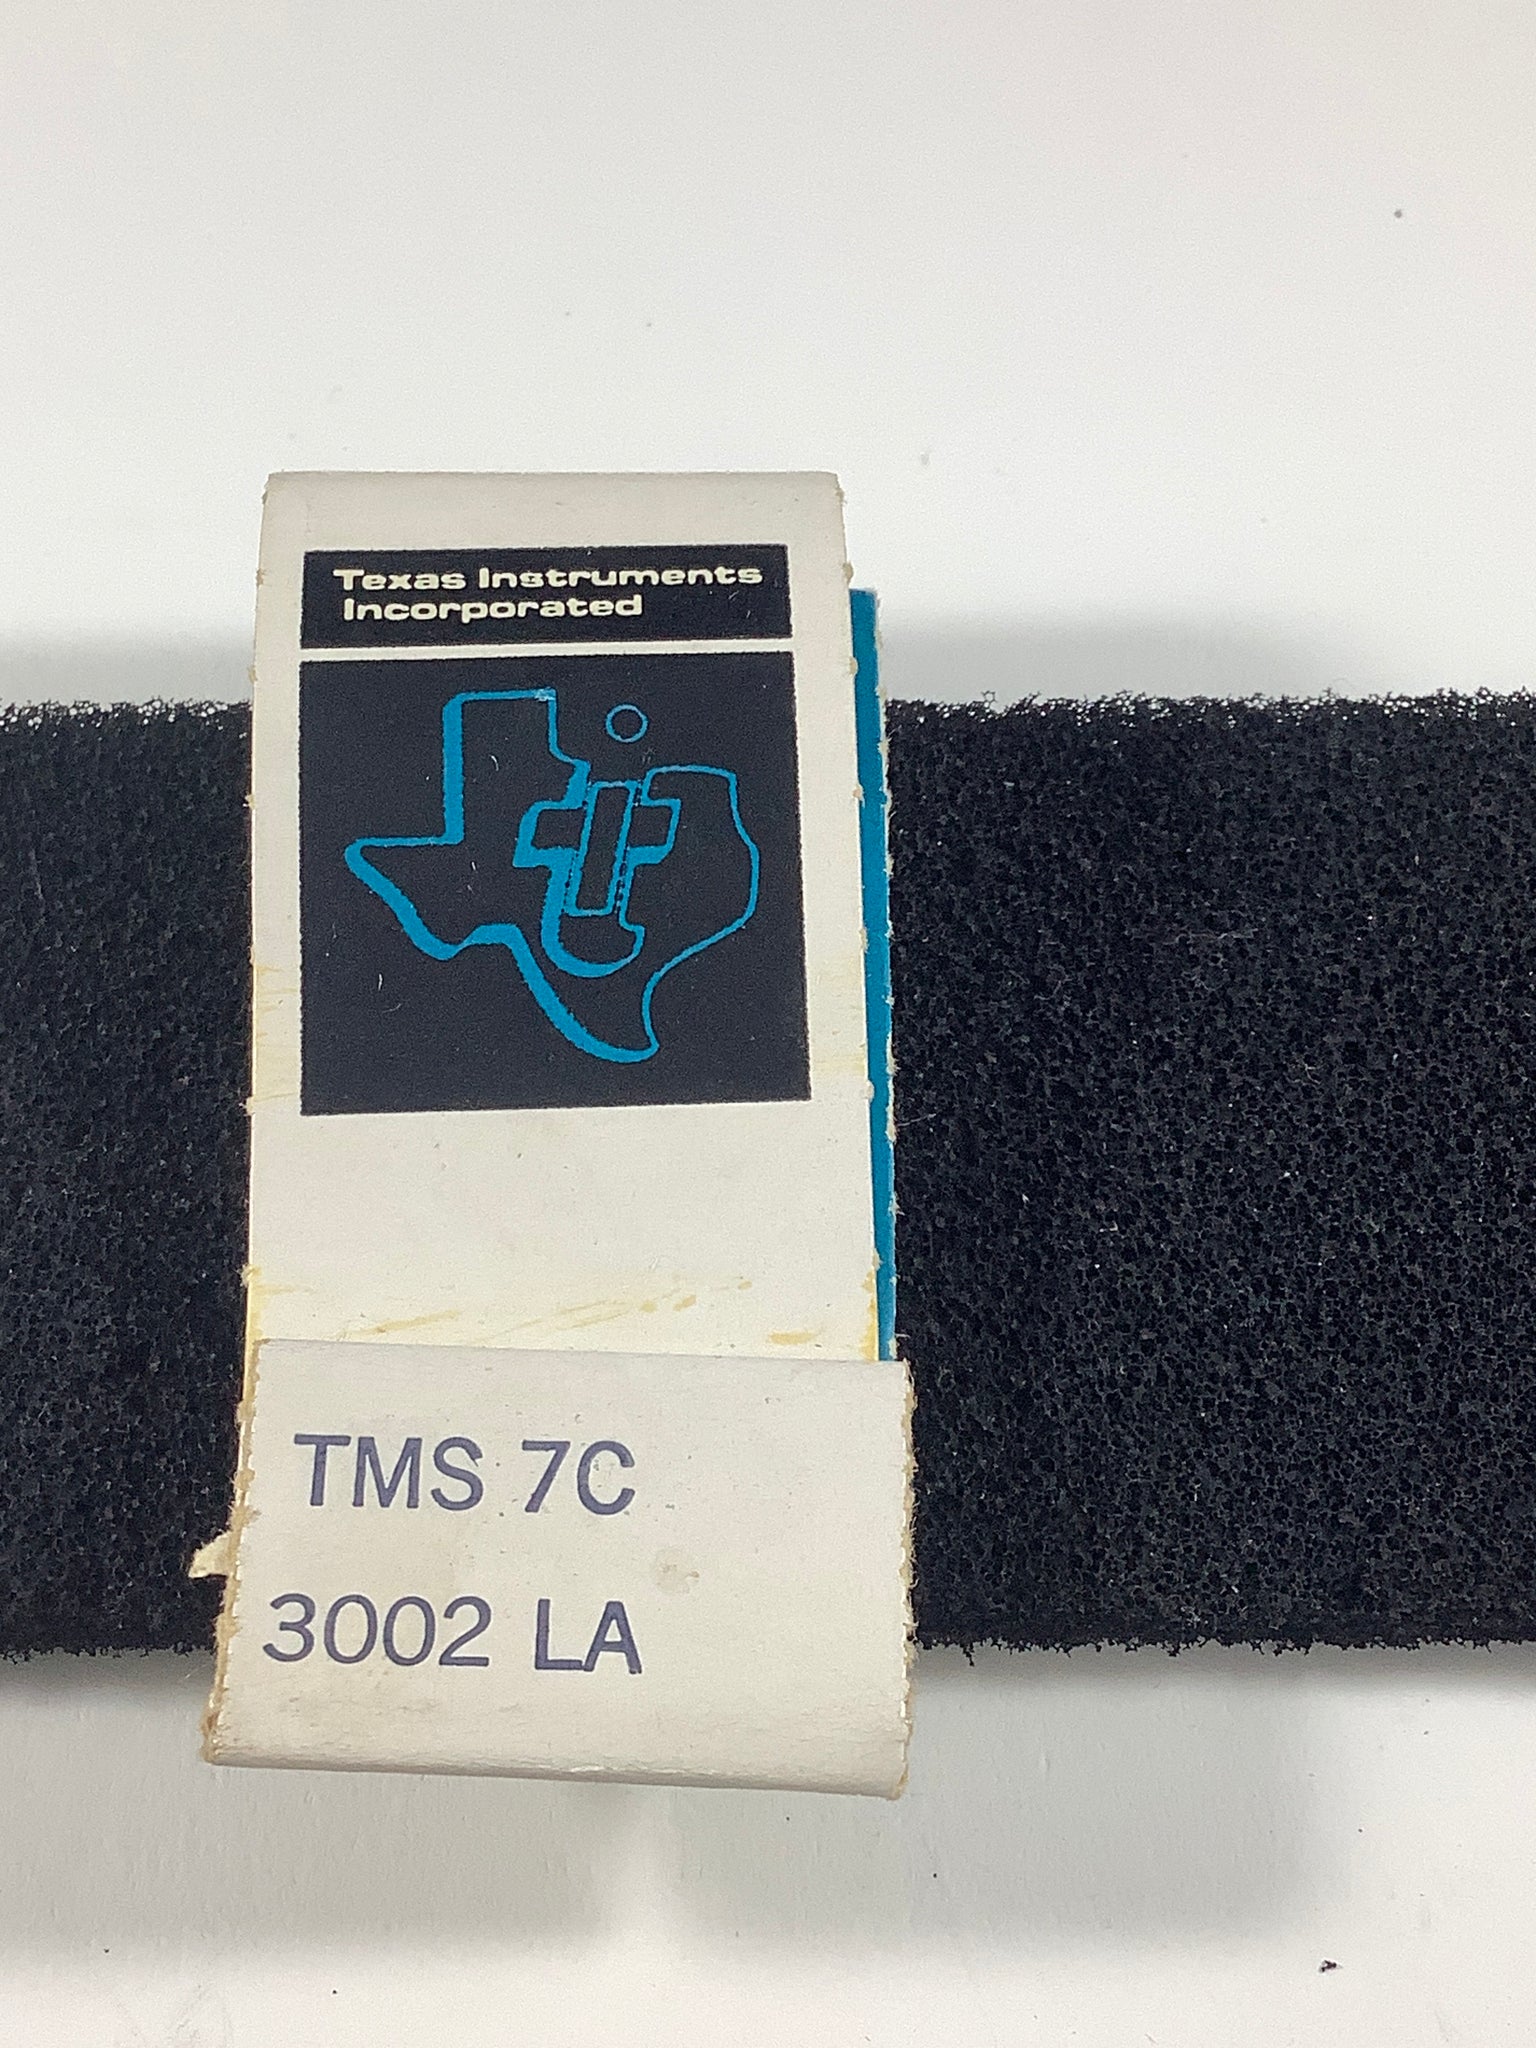 Texas Instruments
Incorporated
TMS 7C
3002 LA